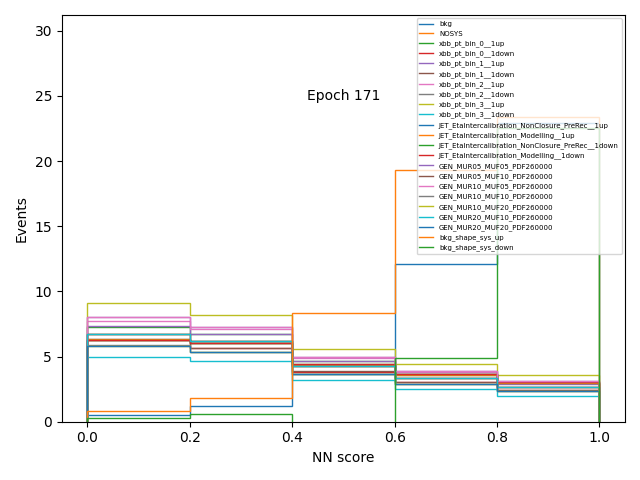 bkg
NOSYS
xbb_pt_bin_0__1up
xbb_pt_bin_0__1down
xbb_pt_bin_1__1up
xbb_pt_bin_1__1down
xbb_pt_bin_2__1up
xbb_pt_bin_2__1down
xbb_pt_bin_3__1up
xbb_pt_bin_3__1down
JET_EtaIntercalibration_NonClosure_PreRec__1up
JET_EtaIntercalibration_Modelling__1up
JET_EtaIntercalibration_NonClosure_PreRec__1down
JET_EtaIntercalibration_Modelling__1down
GEN_MUR05_MUF05_PDF260000
GEN_MUR05_MUF10_PDF260000
GEN_MUR10_MUF05_PDF260000
GEN_MUR10_MUF10_PDF260000
GEN_MUR10_MUF20_PDF260000
GEN_MUR20_MUF10_PDF260000
GEN_MUR20_MUF20_PDF260000
bkg_shape_sys_up
bkg_shape_sys_down
Epoch 171
Events
30
25
20
15
10
5
0
0.0 0.2 0.4 0.6 0.8 1.0
NN score